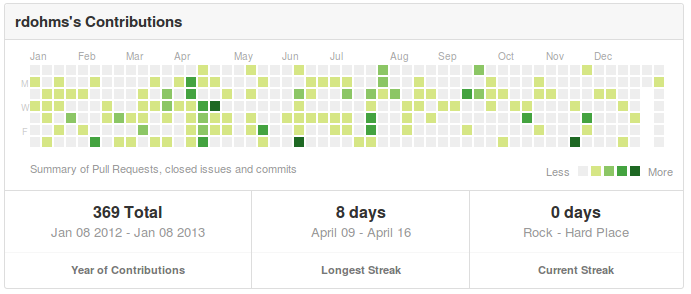 rdohms's Contributions
Jan Feb Mar Apr May Jun Jul Aug Sep Oct Nov Dec
M
W
F
Summary of Pull Requests, closed issues and commits
Less More
369 Total 8 days 0 days
Jan 08 2012 - Jan 08 2013 April 09 - April 16 Rock - Hard Place
Year of Contributions Longest Streak Current Streak